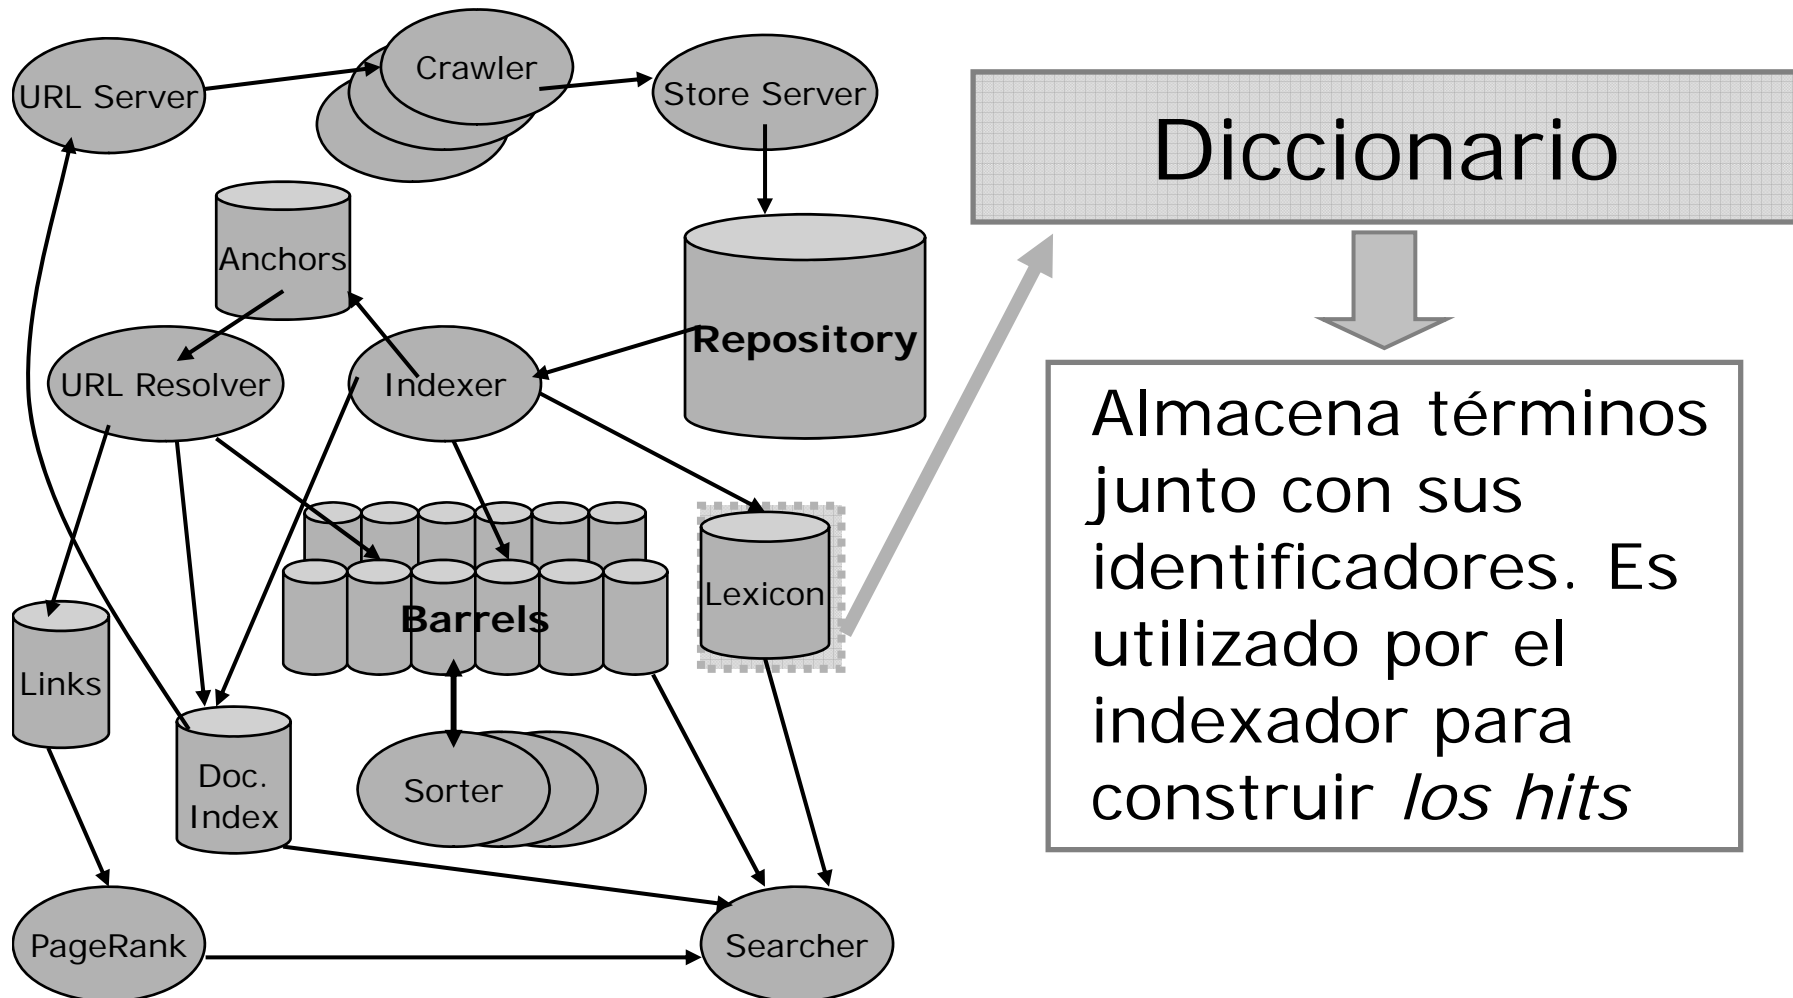 URL Server
Crawler
Store Server
Diccionario
Anchors
Repository
URL Resolver
Indexer
Almacena términos
junto con sus
identificadores. Es
utilizado por el
indexador para
construir los hits
Lexicon
Barrels
Links
Doc.
Index
Sorter
PageRank
Searcher